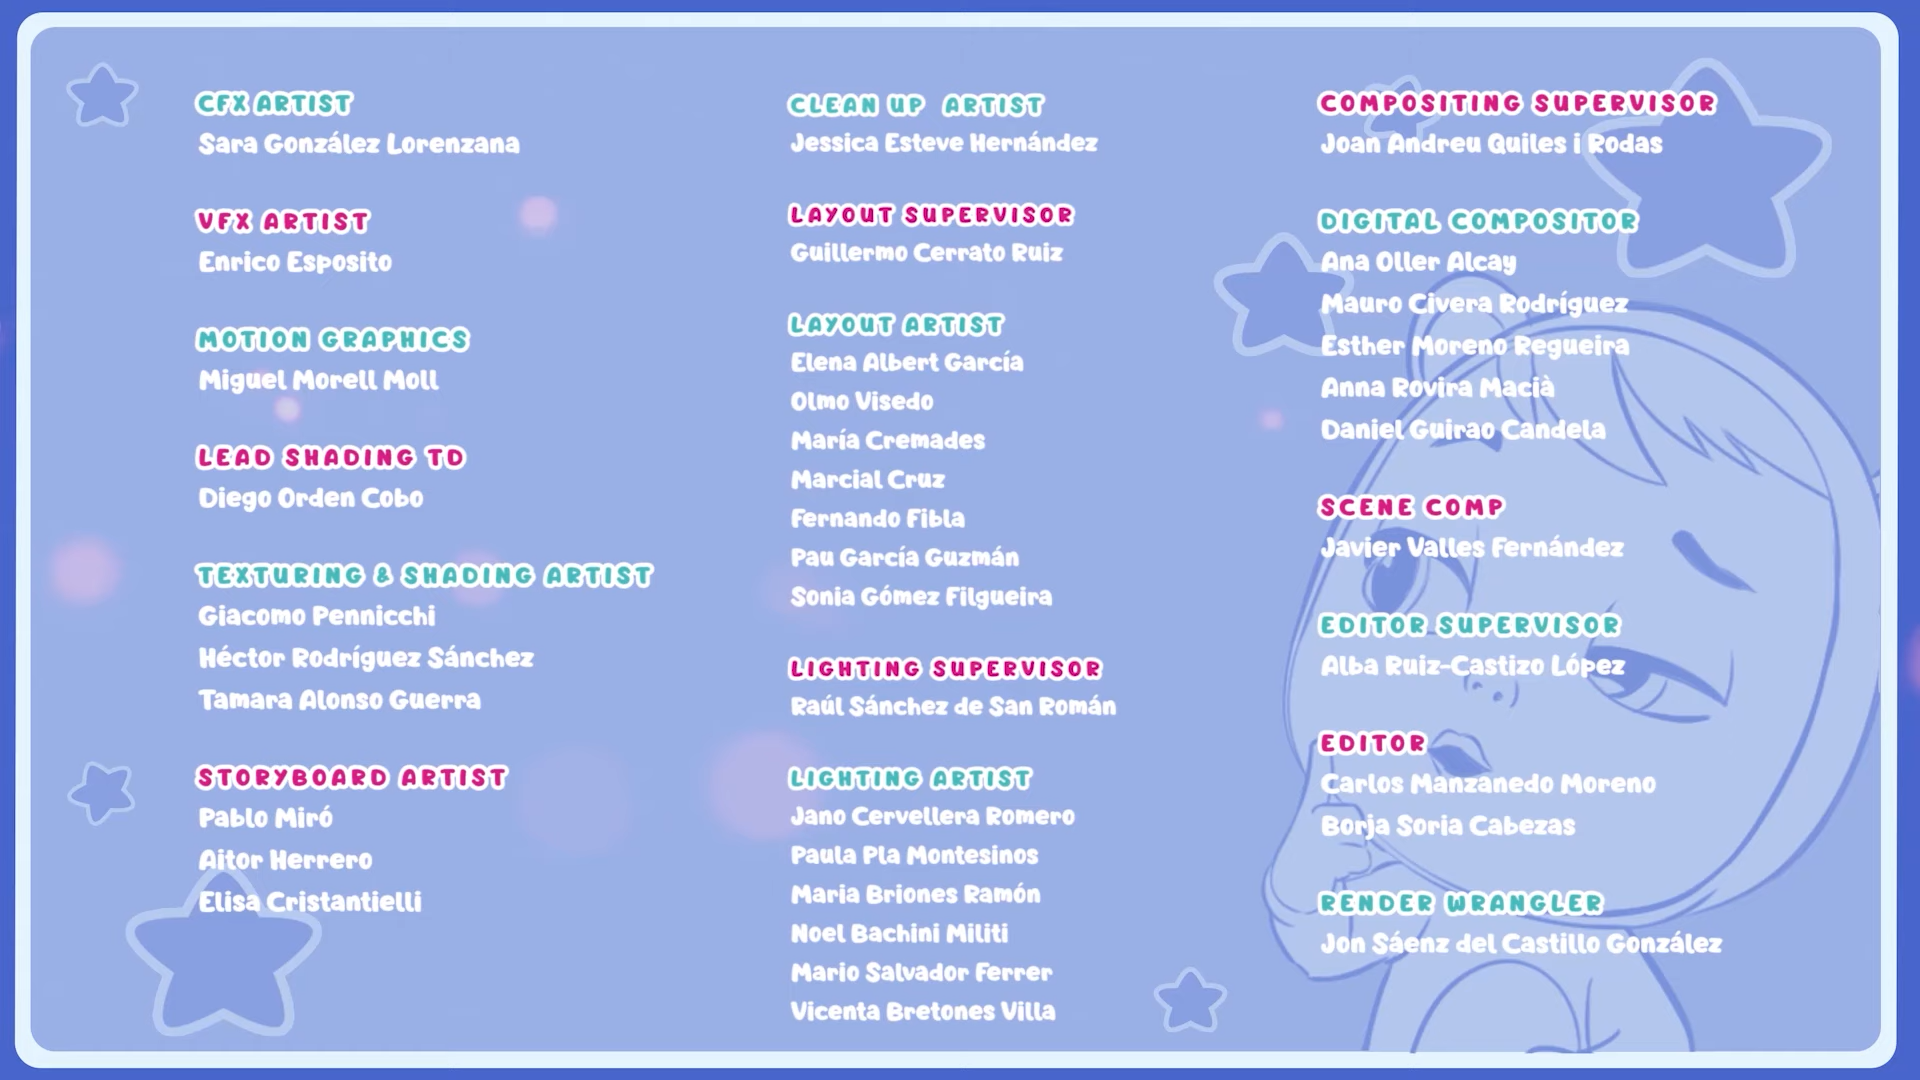 CFX ARTIST
Sara González Lorenzana
VFX ARTIST
Enrico Esposito
MOTION GRAPHICS
Miguel Morell Moll
LEAD SHADING TD
Diego Orden Cobo
TEXTURING & SHADING ARTIST
Giacomo Pennicchi
Héctor Rodríguez Sánchez
Tamara Alonso Guerra
STORYBOARD ARTIST
Pablo Miró
Aitor Herrero
Elisa Cristantielli
CLEAN UP ARTIST
Jessica Esteve Hernández
LAYOUT SUPERVISOR
Guillermo Cerrato Ruiz
LAYOUT ARTIST
Elena Albert García
Olmo Visedo
María Cremades
Marcial Cruz
Fernando Fibla
Pau García Guzmán
Sonia Gómez Filgueira
LIGHTING SUPERVISOR
Raúl Sánchez de San Román
LIGHTING ARTIST
Jano Cervellera Romero
Paula Pla Montesinos
Maria Briones Ramón
Noel Bachini Militi
Mario Salvador Ferrer
Vicenta Bretones Villa
COMPOSITING SUPERVISOR
Joan Andreu Quiles i Rodas
DIGITAL COMPOSITOR
Ana Oller Alcay
Mauro Civera Rodríguez
Esther Moreno Regueira
Anna Rovira Macià
Daniel Guirao Candela
SCENE COMP
Javier Valles Fernández
EDITOR SUPERVISOR
Alba Ruiz-Castizo López
EDITOR
Carlos Manzanedo Moreno
Borja Soria Cabezas
RENDER WRANGLER
Jon Sáenz del Castillo González